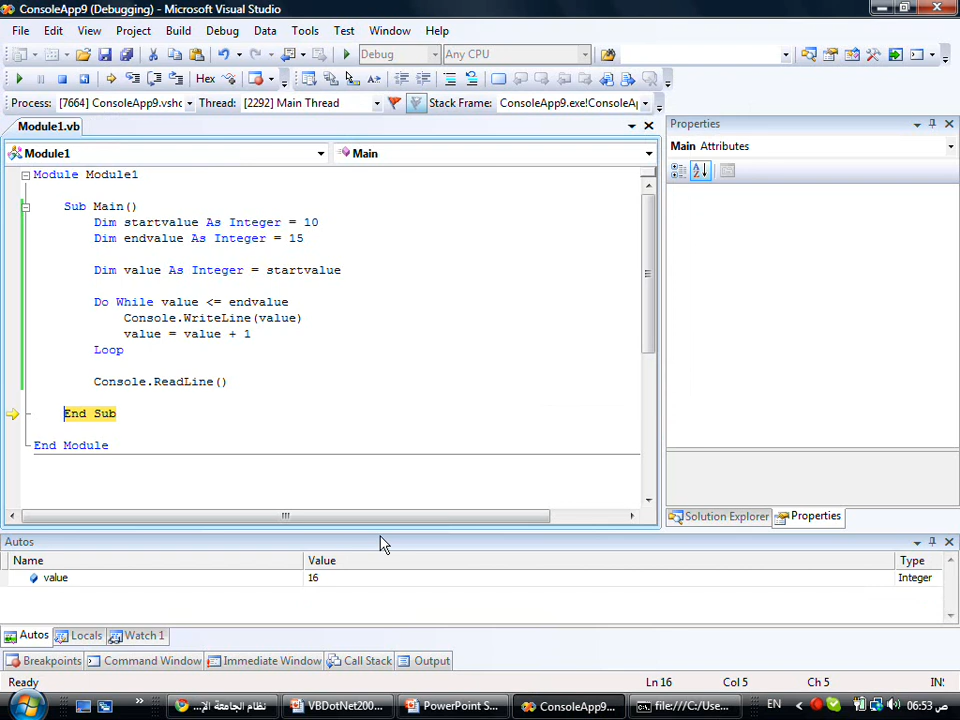 ConsoleApp9 (Debugging) - Microsoft Visual Studio
File Edit View Project Build Debug Data Tools Test Window Help
Debug Any CPU
Hex
Process: [7664] ConsoleApp9.vshc Thread: [2292] Main Thread Stack Frame: ConsoleApp9.exe!ConsoleA
Module1.vb
Module1 Main
Module Module1
Sub Main()
Dim startvalue As Integer = 10
Dim endvalue As Integer = 15
Dim value As Integer = startvalue
Do While value <= endvalue
Console.WriteLine(value)
value = value + 1
Loop
Console.ReadLine()
End Sub
End Module
Properties
Main Attributes
Solution Explorer Properties
Autos
Name Value Type
value 16 Integer
Autos Locals Watch 1
Breakpoints Command Window Immediate Window Call Stack Output
Ready Ln 16 Col 5 Ch 5 INS
نظام الجامعة الإ... VBDotNet200... PowerPoint S... ConsoleApp9... file:///C:/Use... EN 06:53 ص